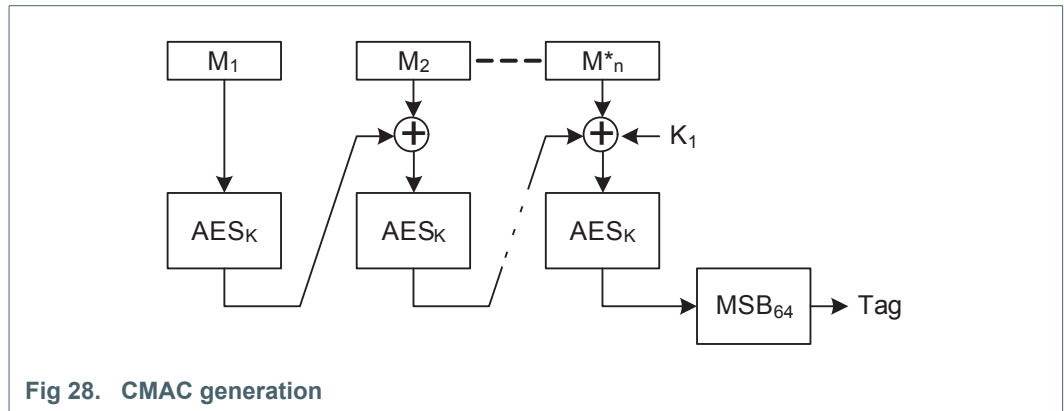 M₁ M₂ M*ₙ
K₁
AESₖ AESₖ AESₖ
MSB₆₄ Tag
Fig 28. CMAC generation